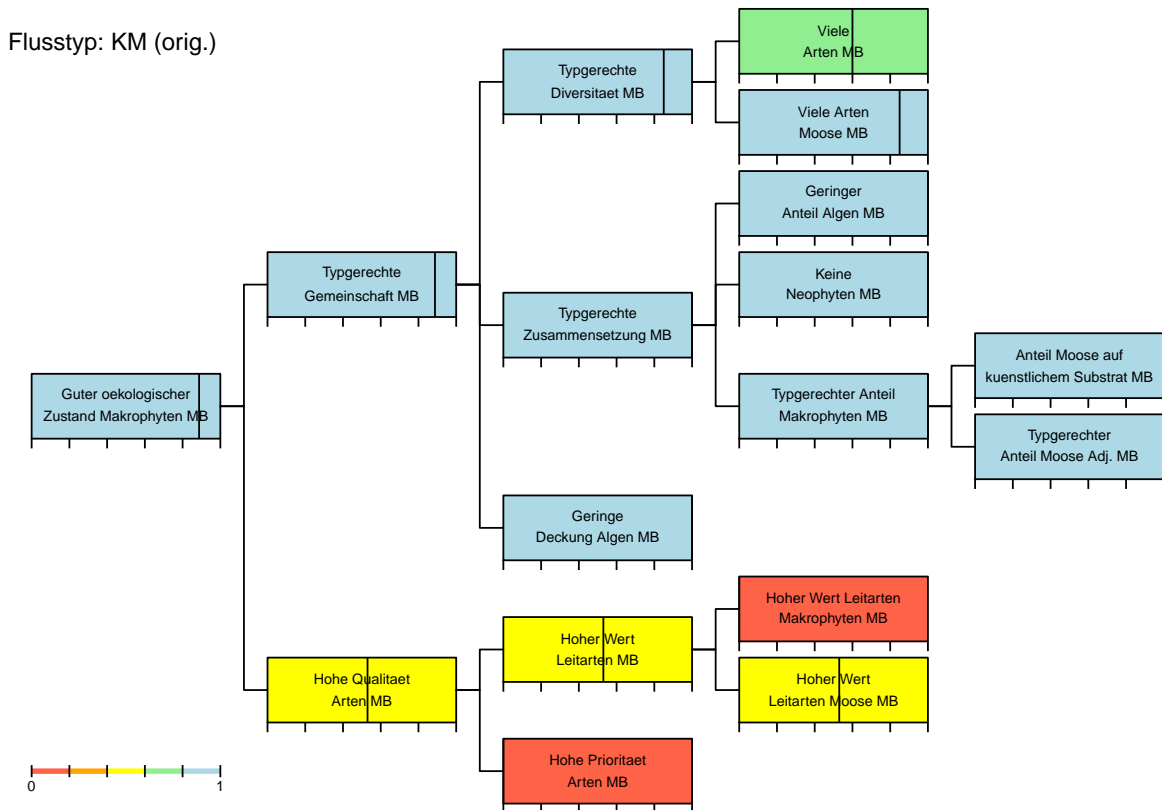 Flusstyp: KM (orig.)
Viele
Arten MB
Typgerechte
Diversitaet MB
Viele Arten
Moose MB
Geringer
Anteil Algen MB
Typgerechte
Gemeinschaft MB
Keine
Neophyten MB
Typgerechte
Zusammensetzung MB
Anteil Moose auf
kuenstlichem Substrat MB
Guter oekologischer
Zustand Makrophyten MB
Typgerechter Anteil
Makrophyten MB
Typgerechter
Anteil Moose Adj. MB
Geringe
Deckung Algen MB
Hoher Wert Leitarten
Makrophyten MB
Hoher Wert
Leitarten MB
Hohe Qualitaet
Arten MB
Hoher Wert
Leitarten Moose MB
Hohe Prioritaet
Arten MB
0 1